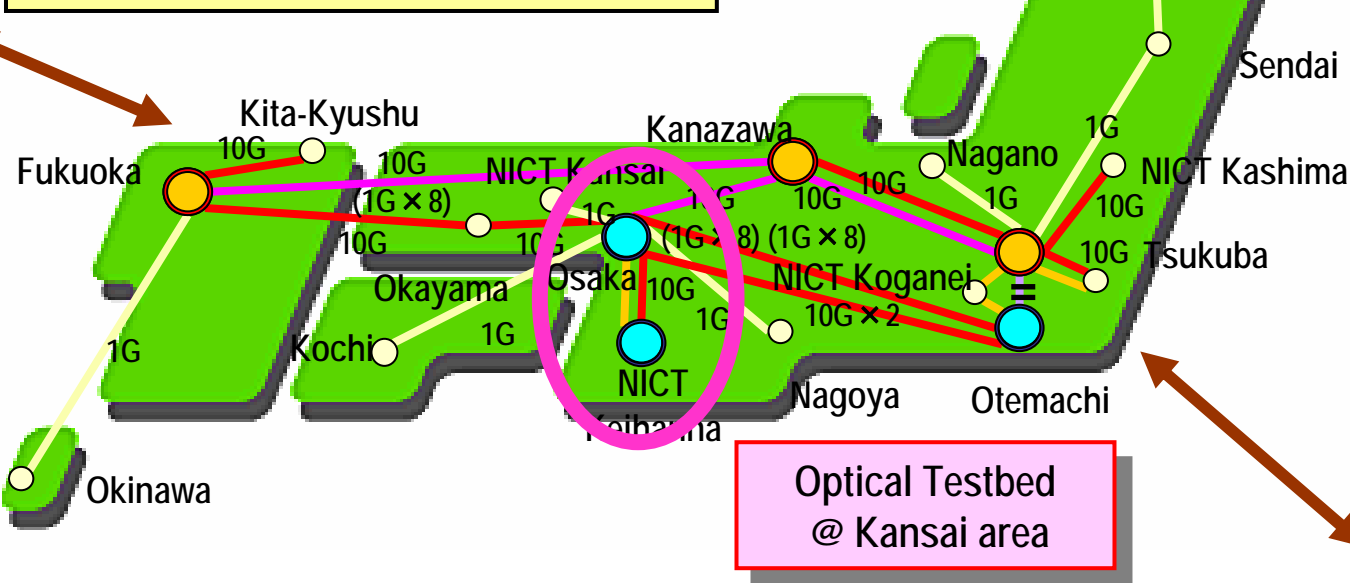 Sendai
Kita-Kyushu
Kanazawa
1G
10G
10G
Nagano
NICT Kashima
Fukuoka
NICT Kansai
10G
1G
(1G×8)
10G
10G
10G
1G
10G
10G
(1G×8)
(1G×8)
10G
Tsukuba
Osaka
NICT Koganei
Okayama
10G
10G×2
1G
1G
Kochi
1G
NICT
Keihanna
Nagoya
Otemachi
Okinawa
Optical Testbed
@ Kansai area